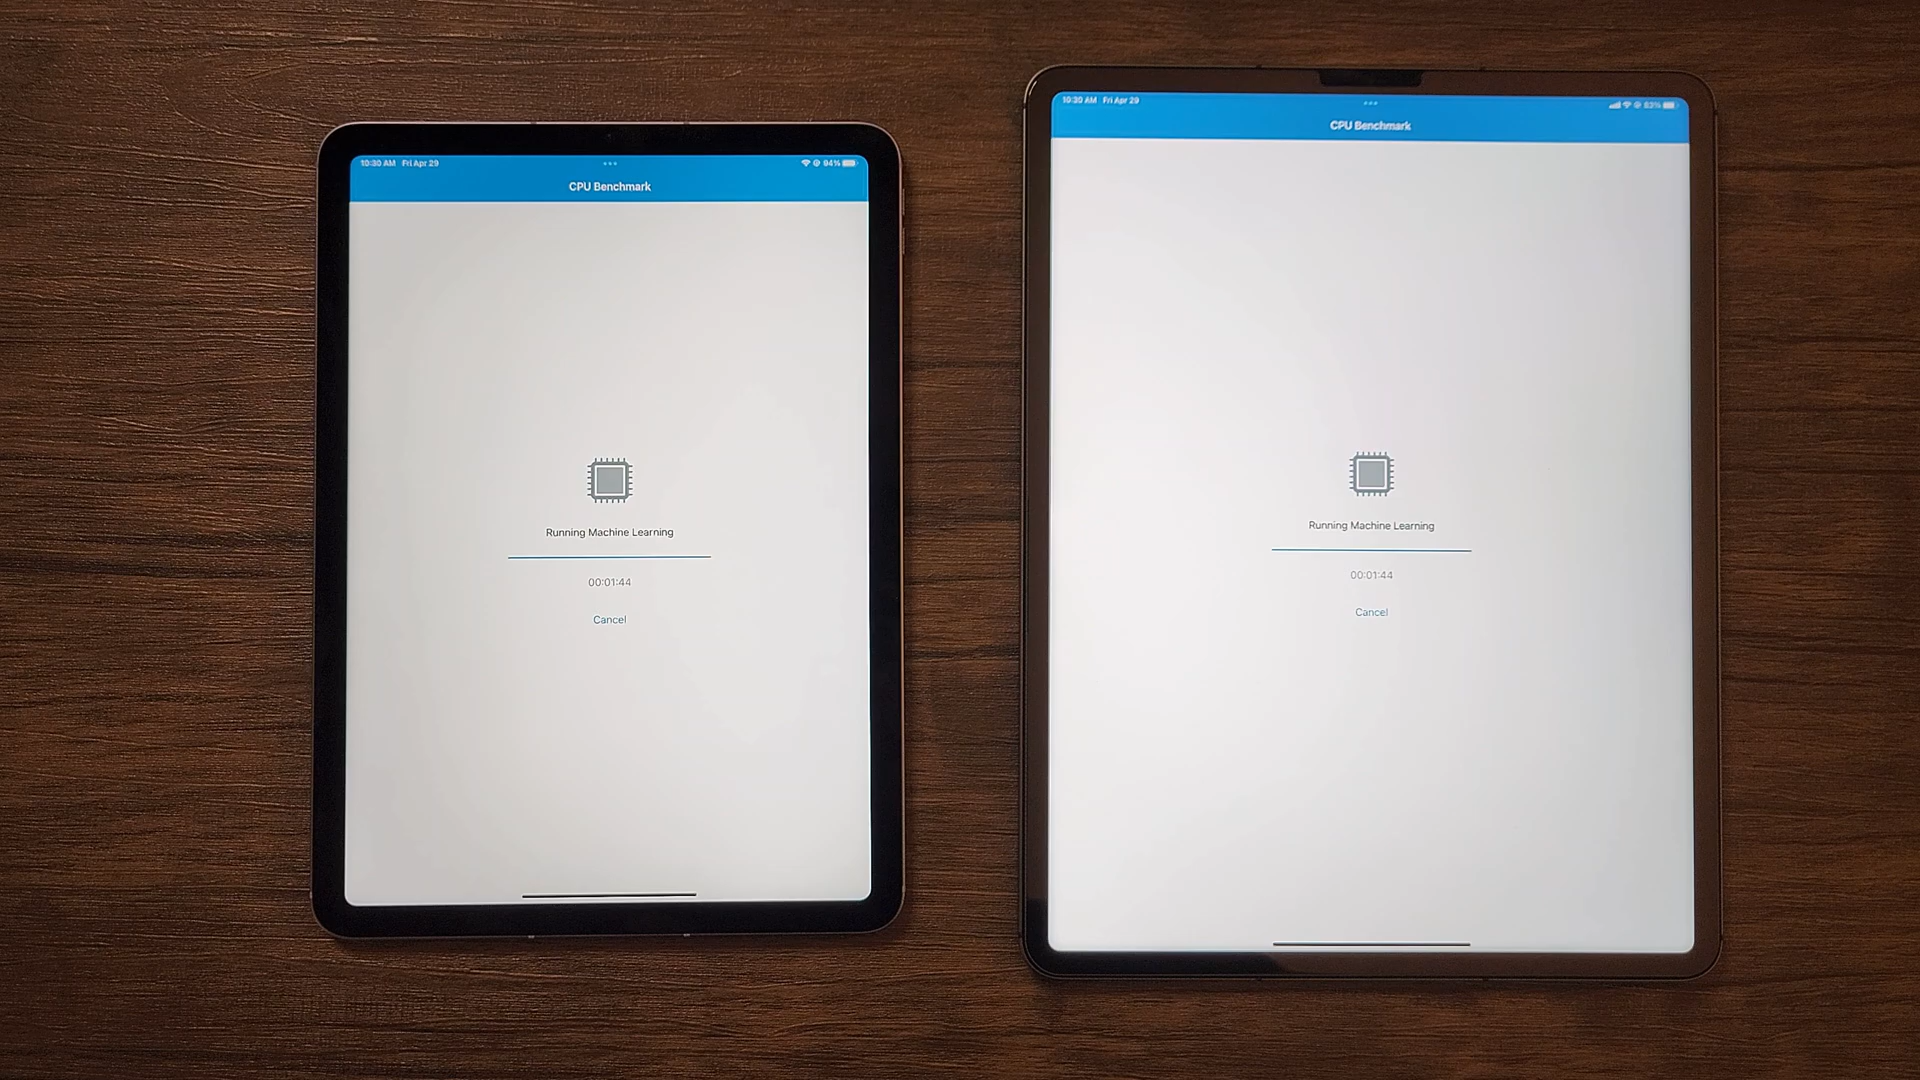 10:30 AM Fri Apr 29
94%
CPU Benchmark
Running Machine Learning
00:01:44
Cancel
10:30 AM Fri Apr 29
83%
CPU Benchmark
Running Machine Learning
00:01:44
Cancel